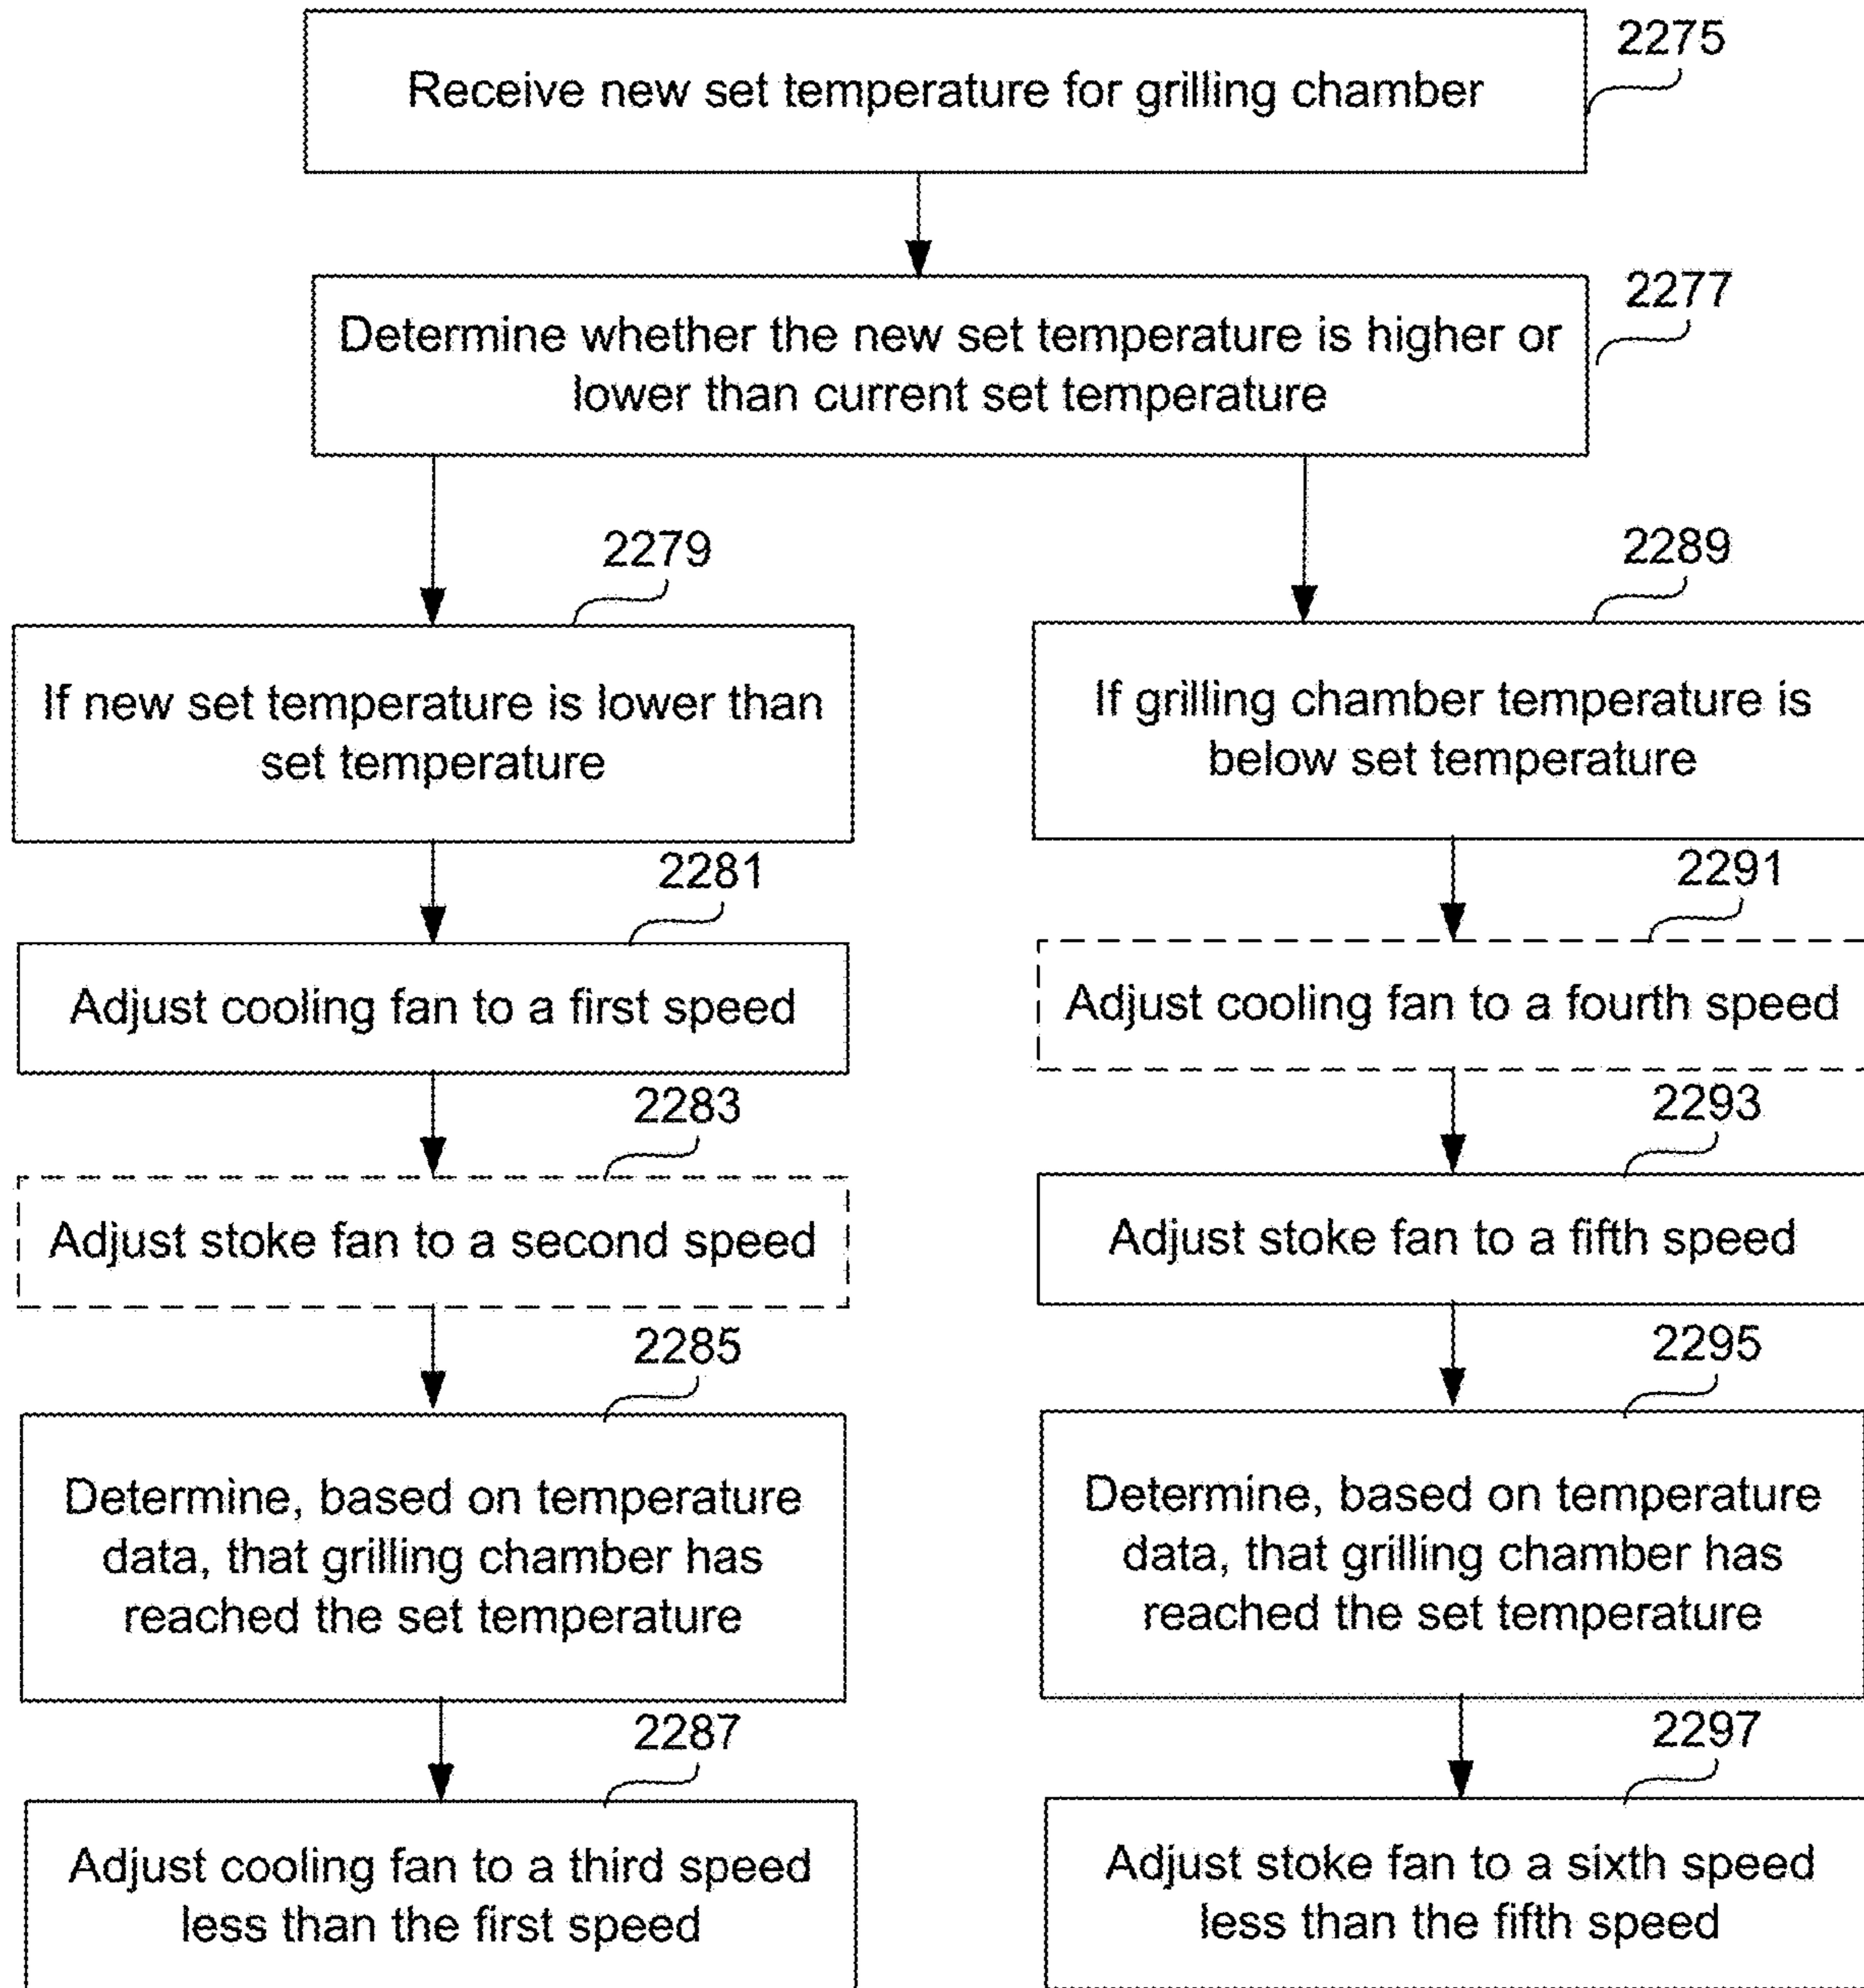 2275
Receive new set temperature for grilling chamber
2277
Determine whether the new set temperature is higher or
lower than current set temperature
2279
If new set temperature is lower than
set temperature
2281
Adjust cooling fan to a first speed
2283
Adjust stoke fan to a second speed
2285
Determine, based on temperature
data, that grilling chamber has
reached the set temperature
2287
Adjust cooling fan to a third speed
less than the first speed
2289
If grilling chamber temperature is
below set temperature
2291
Adjust cooling fan to a fourth speed
2293
Adjust stoke fan to a fifth speed
2295
Determine, based on temperature
data, that grilling chamber has
reached the set temperature
2297
Adjust stoke fan to a sixth speed
less than the fifth speed